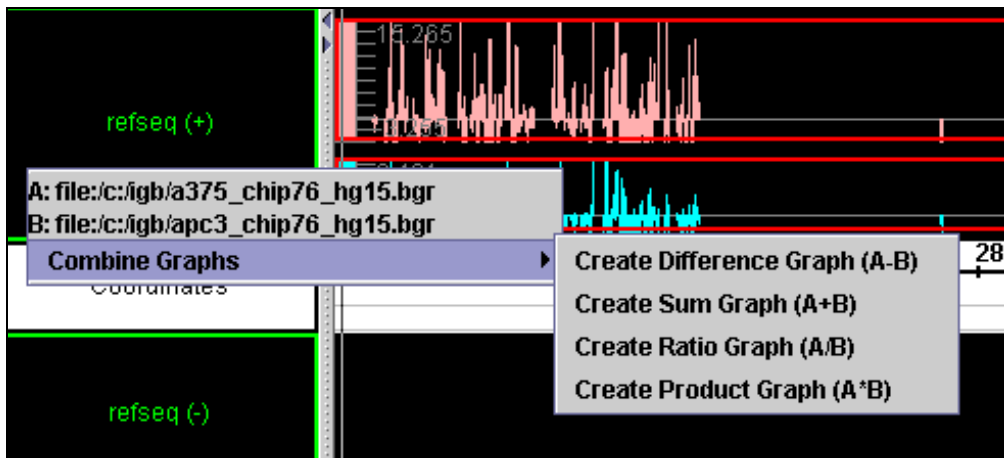 15.265
refseq (+)
A: file:/c:/igb/a375_chip76_hg15.bgr
B: file:/c:/igb/apc3_chip76_hg15.bgr
Combine Graphs
Create Difference Graph (A-B)
28
Create Sum Graph (A+B)
Coordinates
Create Ratio Graph (A/B)
Create Product Graph (A*B)
refseq (-)